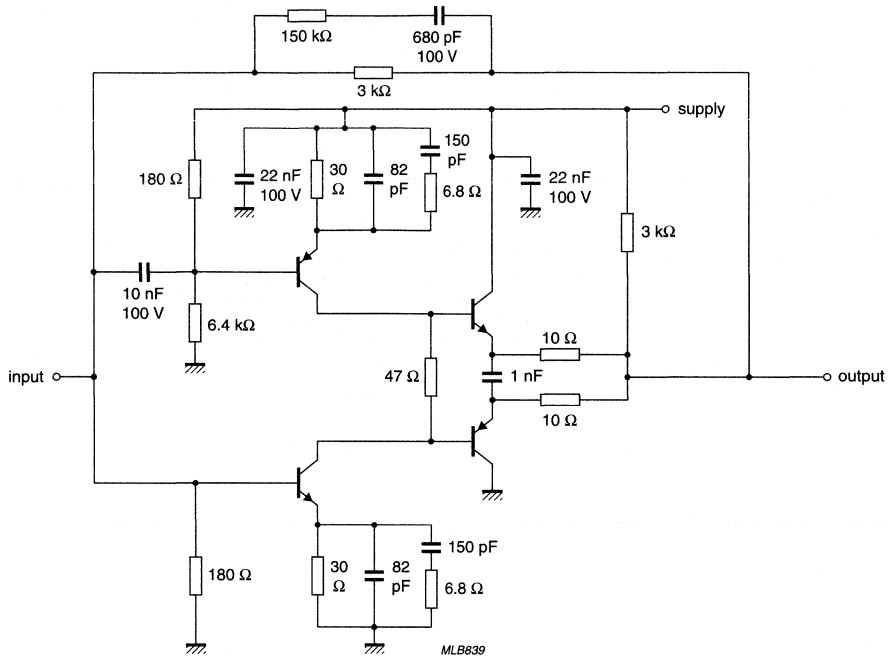 150 kΩ
680 pF
100 V
3 kΩ
supply
180 Ω
22 nF
100 V
30
Ω
82
pF
150
pF
6.8 Ω
22 nF
100 V
3 kΩ
10 nF
100 V
6.4 kΩ
10 Ω
input
47 Ω
1 nF
output
10 Ω
180 Ω
30
Ω
82
pF
150 pF
6.8 Ω
MLB839